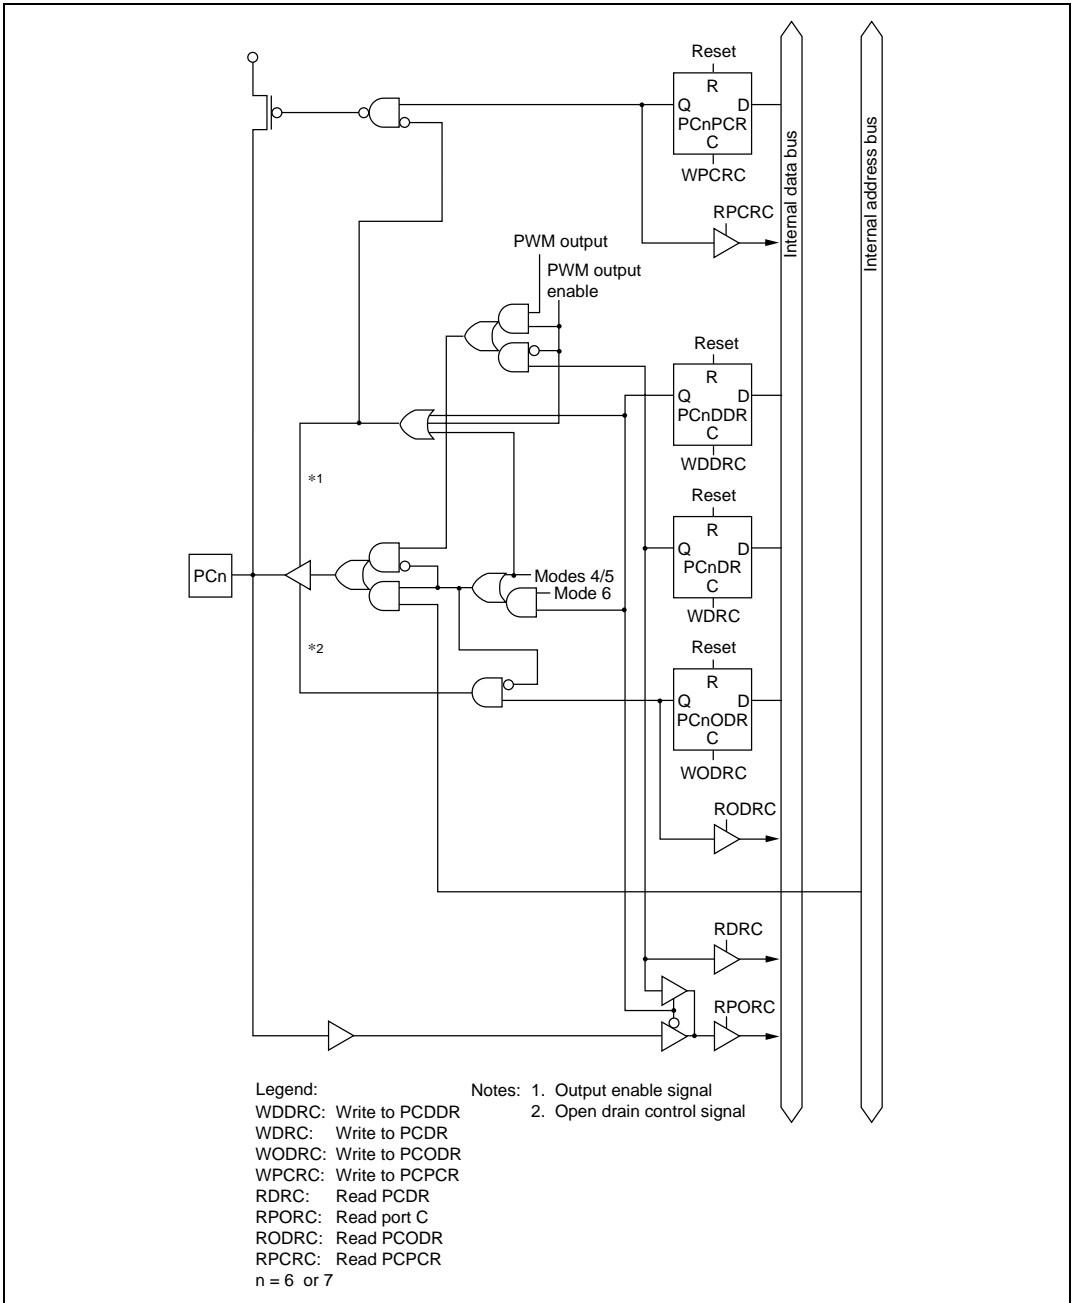 Reset
R
Q D
PCnPCR
C
WPCRC
RPCRC
Internal data bus
Internal address bus
PWM output
PWM output
enable
Reset
R
Q D
PCnDDR
C
WDDRC
*1
Reset
R
Q D
PCnDR
C
WDRC
PCn
Modes 4/5
Mode 6
*2
Reset
R
Q D
PCnODR
C
WODRC
RODRC
RDRC
RPORC
Legend:
WDDRC: Write to PCDDR
WDRC: Write to PCDR
WODRC: Write to PCODR
WPCRC: Write to PCPCR
RDRC: Read PCDR
RPORC: Read port C
RODRC: Read PCODR
RPCRC: Read PCPCR
n = 6 or 7
Notes: 1. Output enable signal
2. Open drain control signal